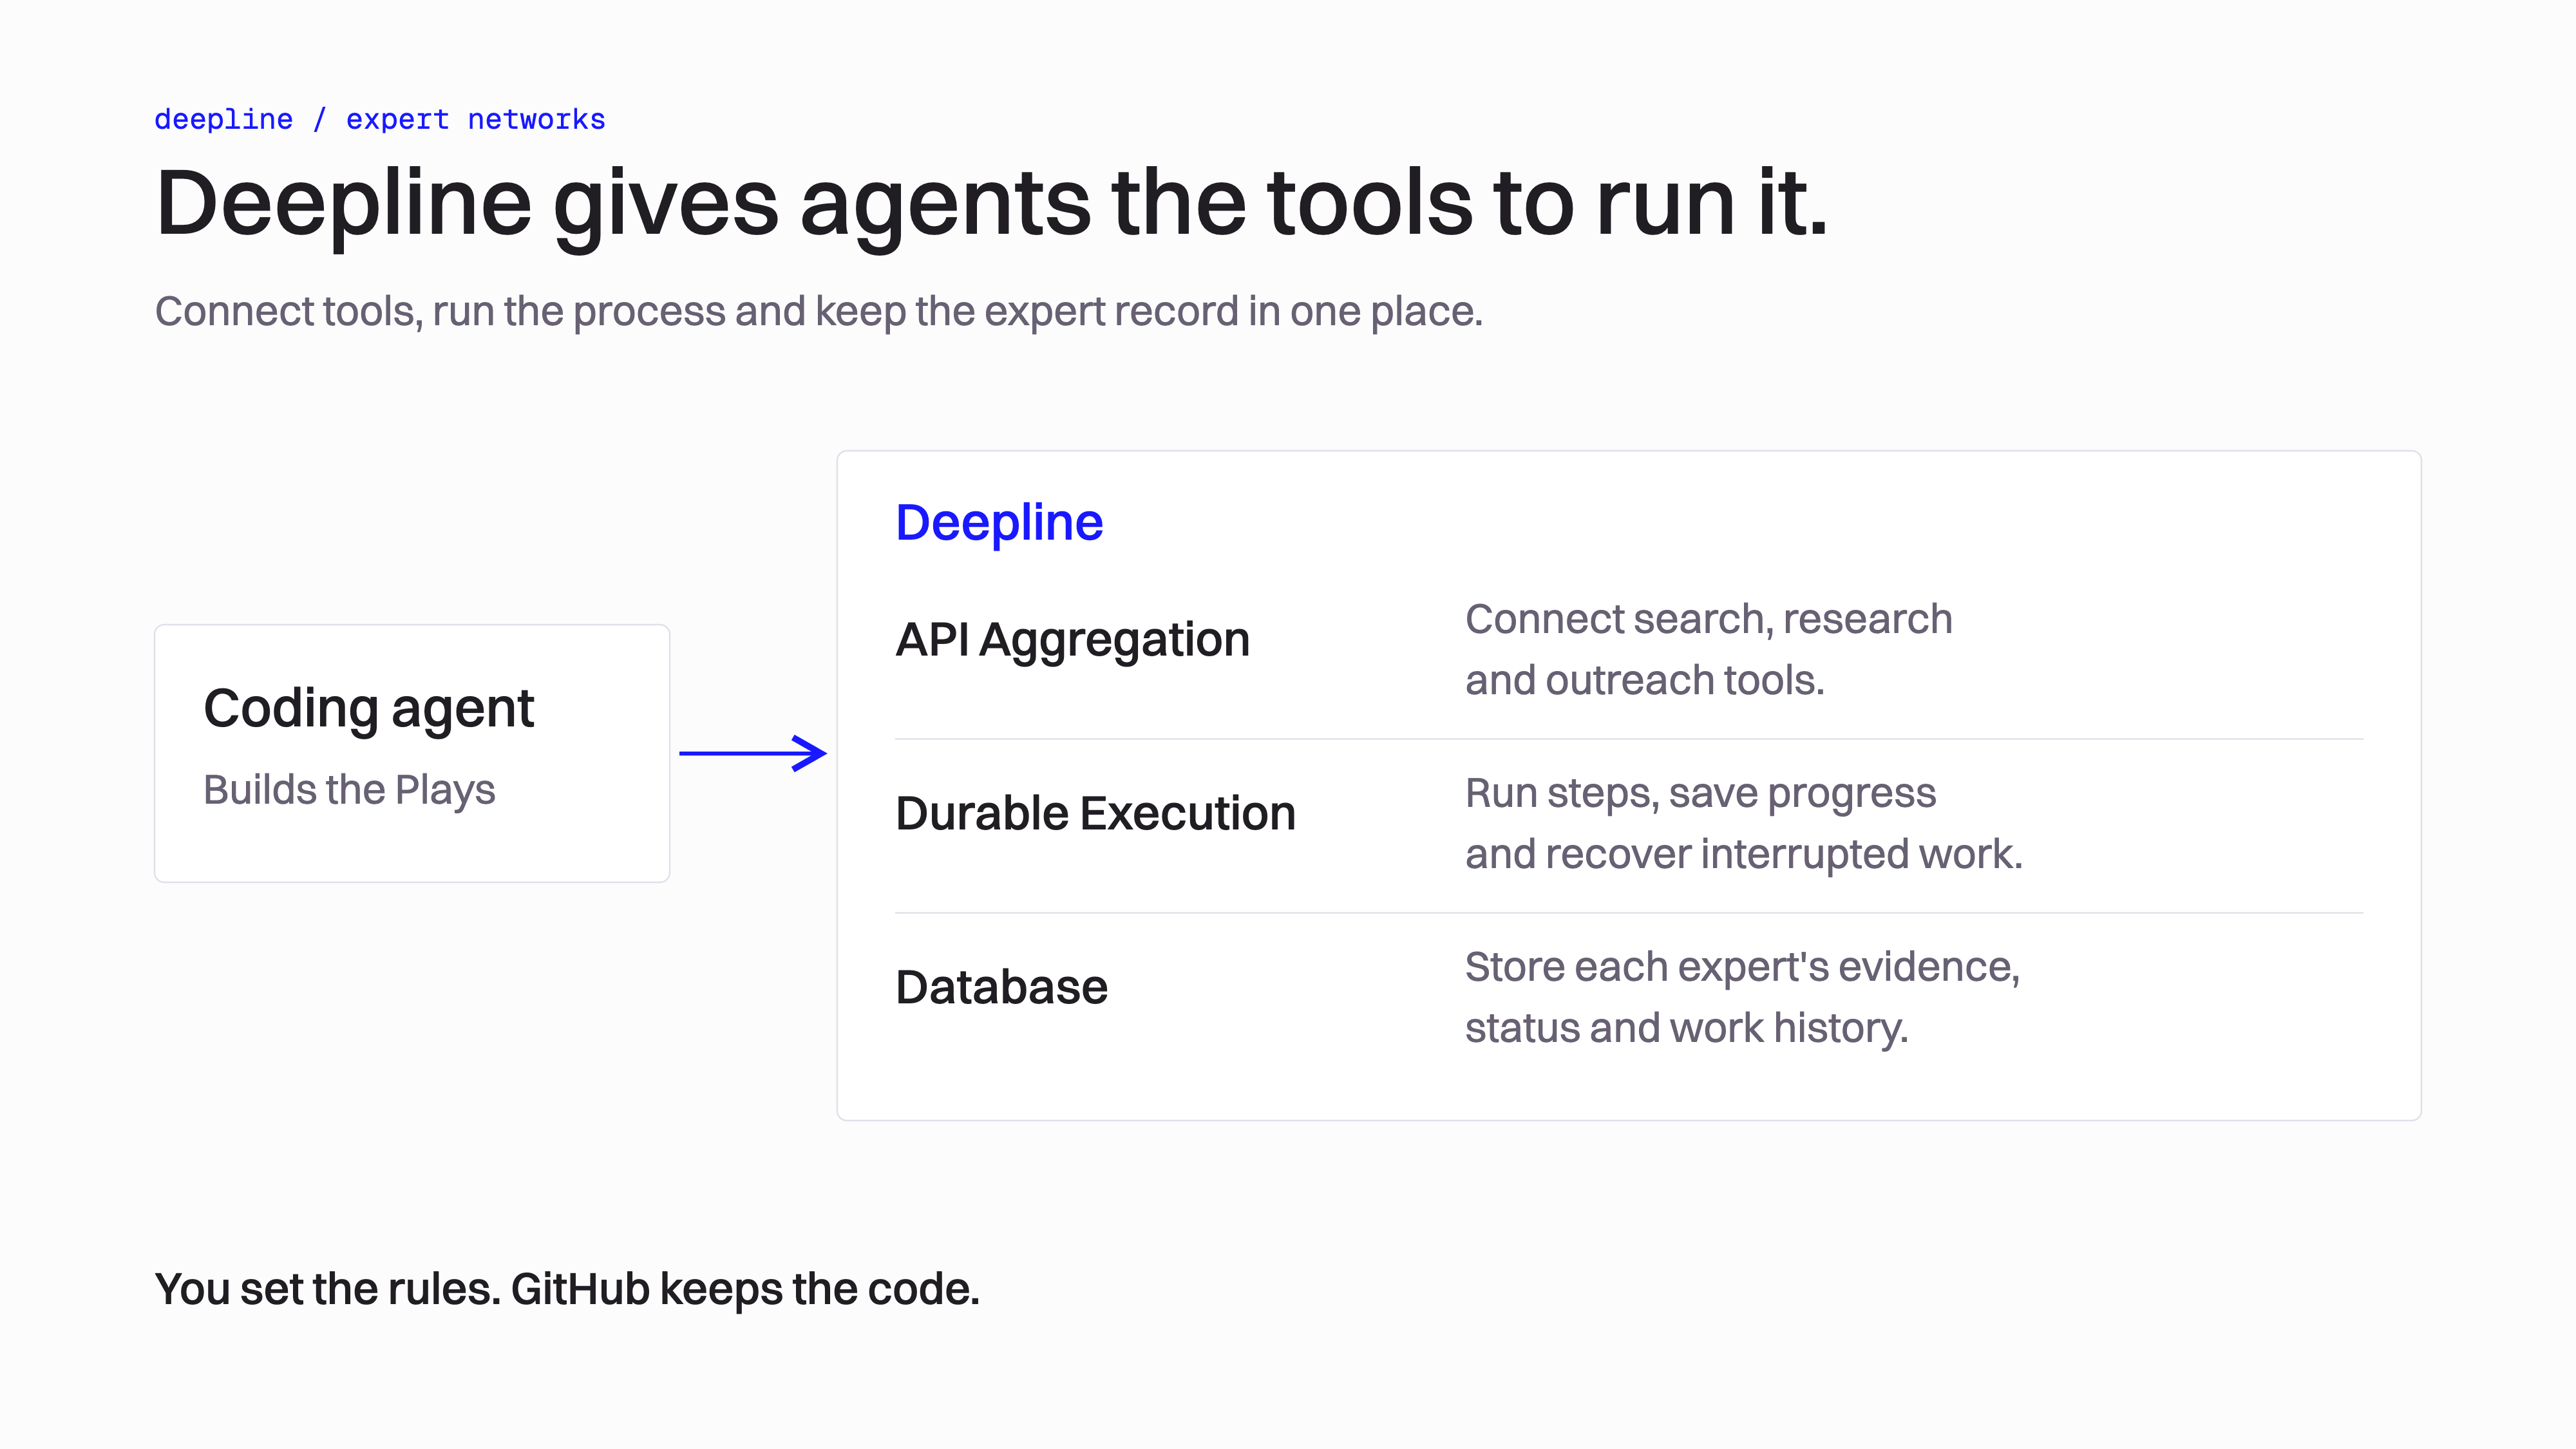 deepline / expert networks
Deepline gives agents the tools to run it.
Connect tools, run the process and keep the expert record in one place.
Coding agent
Builds the Plays
Deepline
API Aggregation
Connect search, research
and outreach tools.
Durable Execution
Run steps, save progress
and recover interrupted work.
Database
Store each expert's evidence,
status and work history.
You set the rules. GitHub keeps the code.